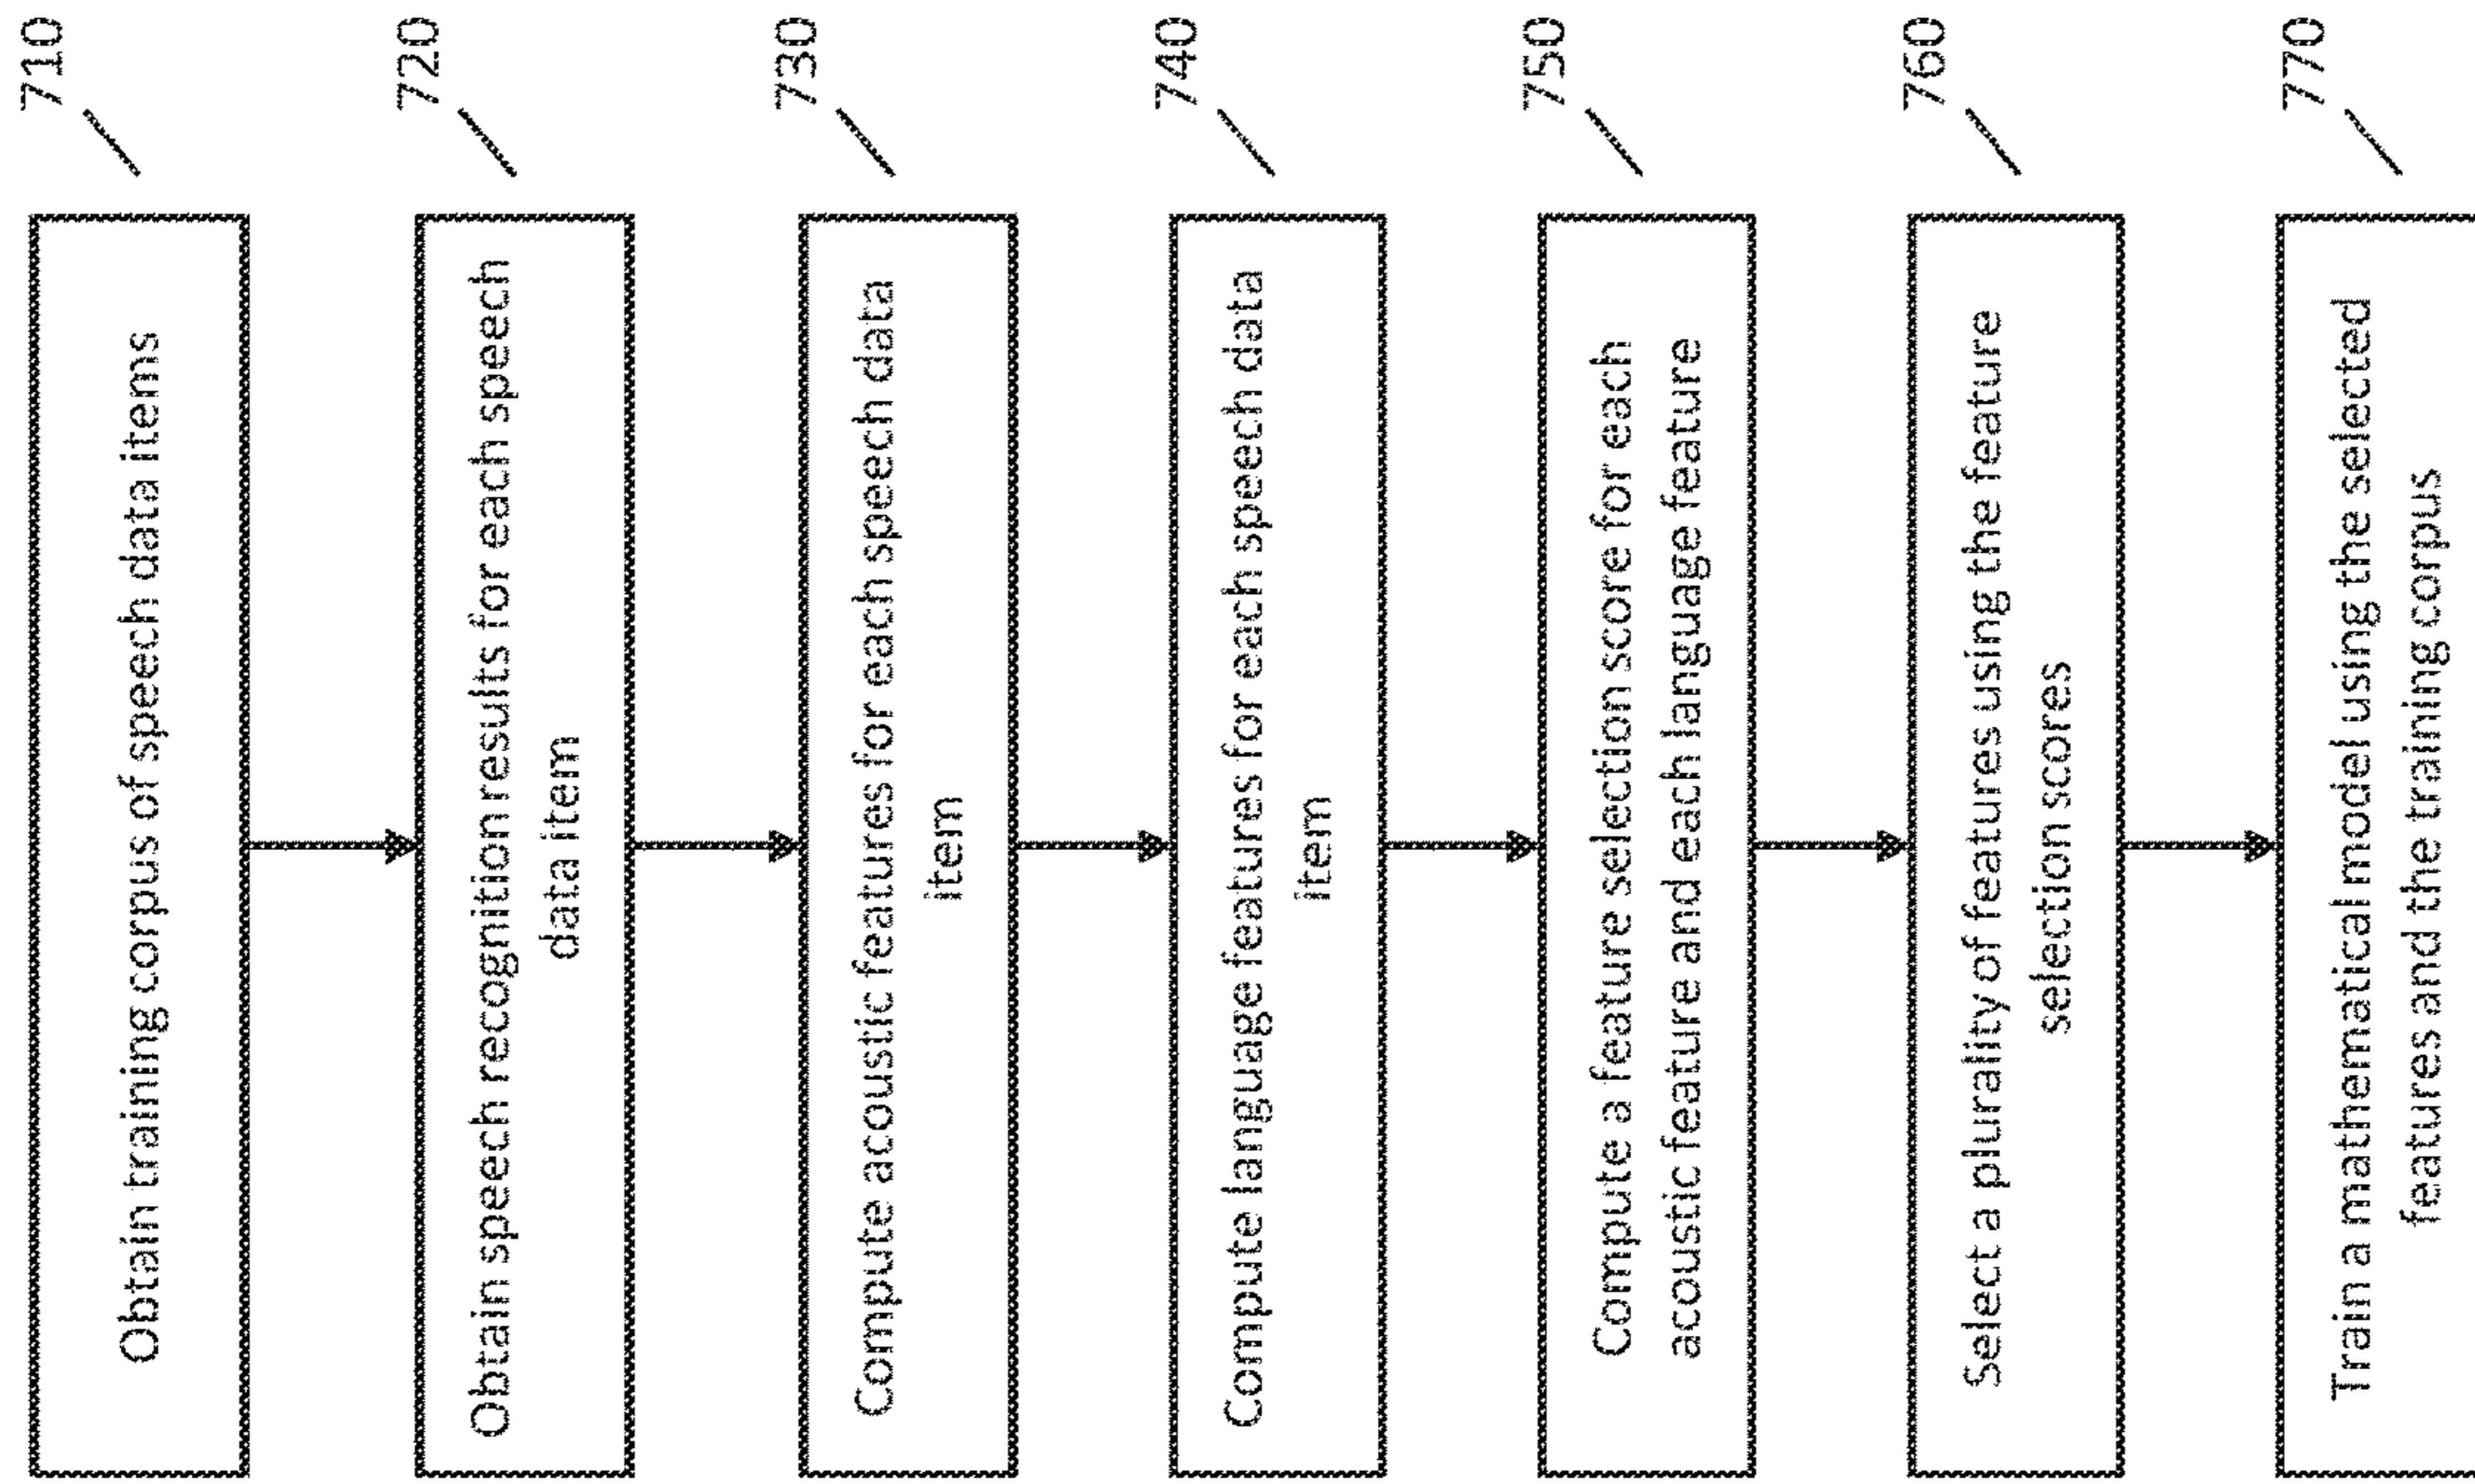 710
Obtain training corpus of speech data items
720
Obtain speech recognition results for each speech
data item
730
Compute acoustic features for each speech data
item
740
Compute language features for each speech data
item
750
Compute a feature selection score for each
acoustic feature and each language feature
760
Select a plurality of features using the feature
selection scores
770
Train a mathematical model using the selected
features and the training corpus